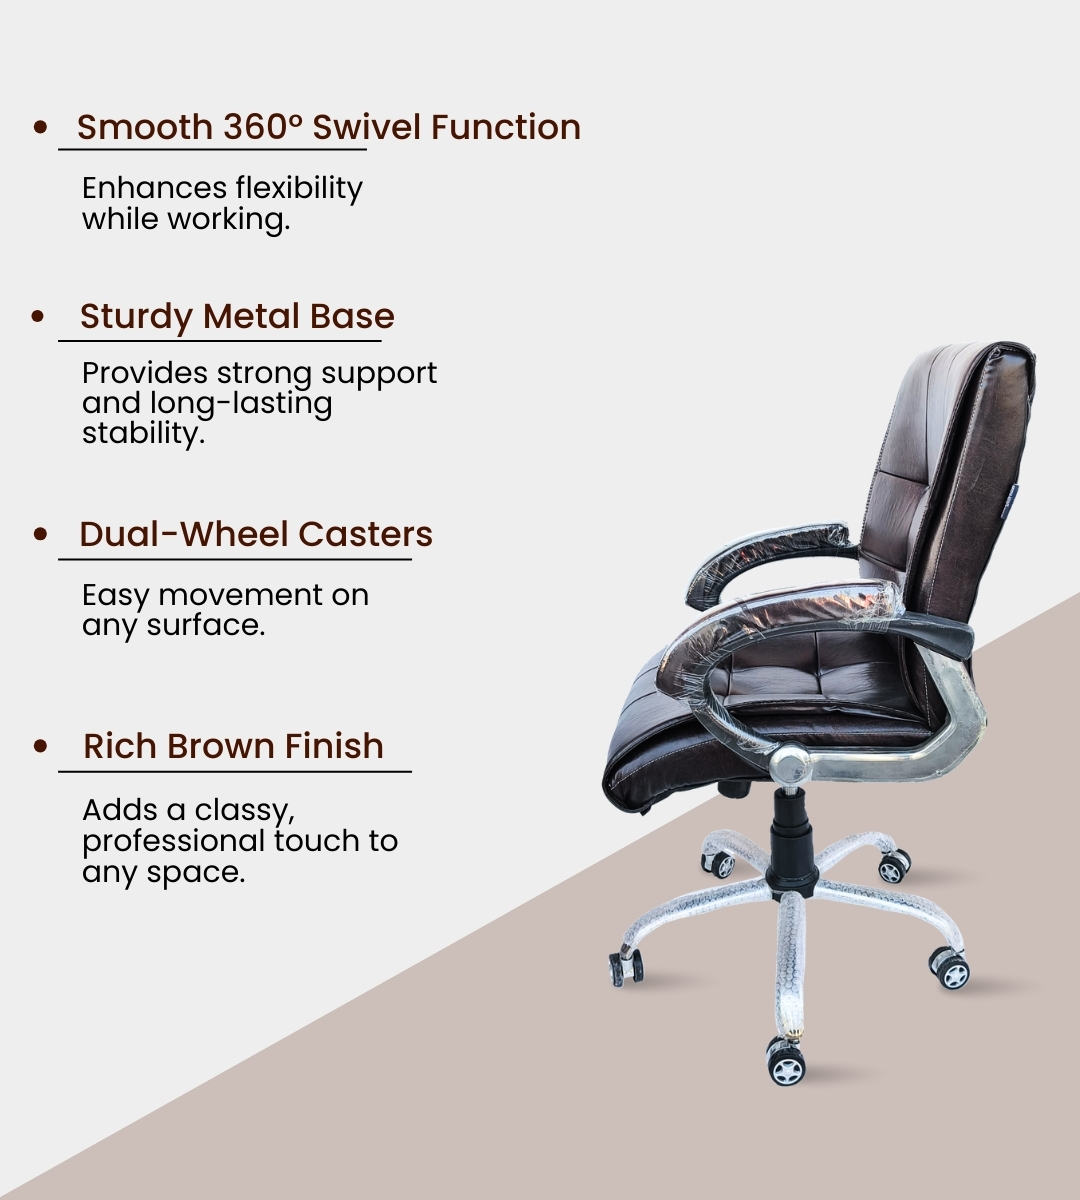 Smooth 360° Swivel Function
Enhances flexibility
while working.
Sturdy Metal Base
Provides strong support
and long-lasting
stability.
Dual-Wheel Casters
Easy movement on
any surface.
Rich Brown Finish
Adds a classy,
professional touch to
any space.